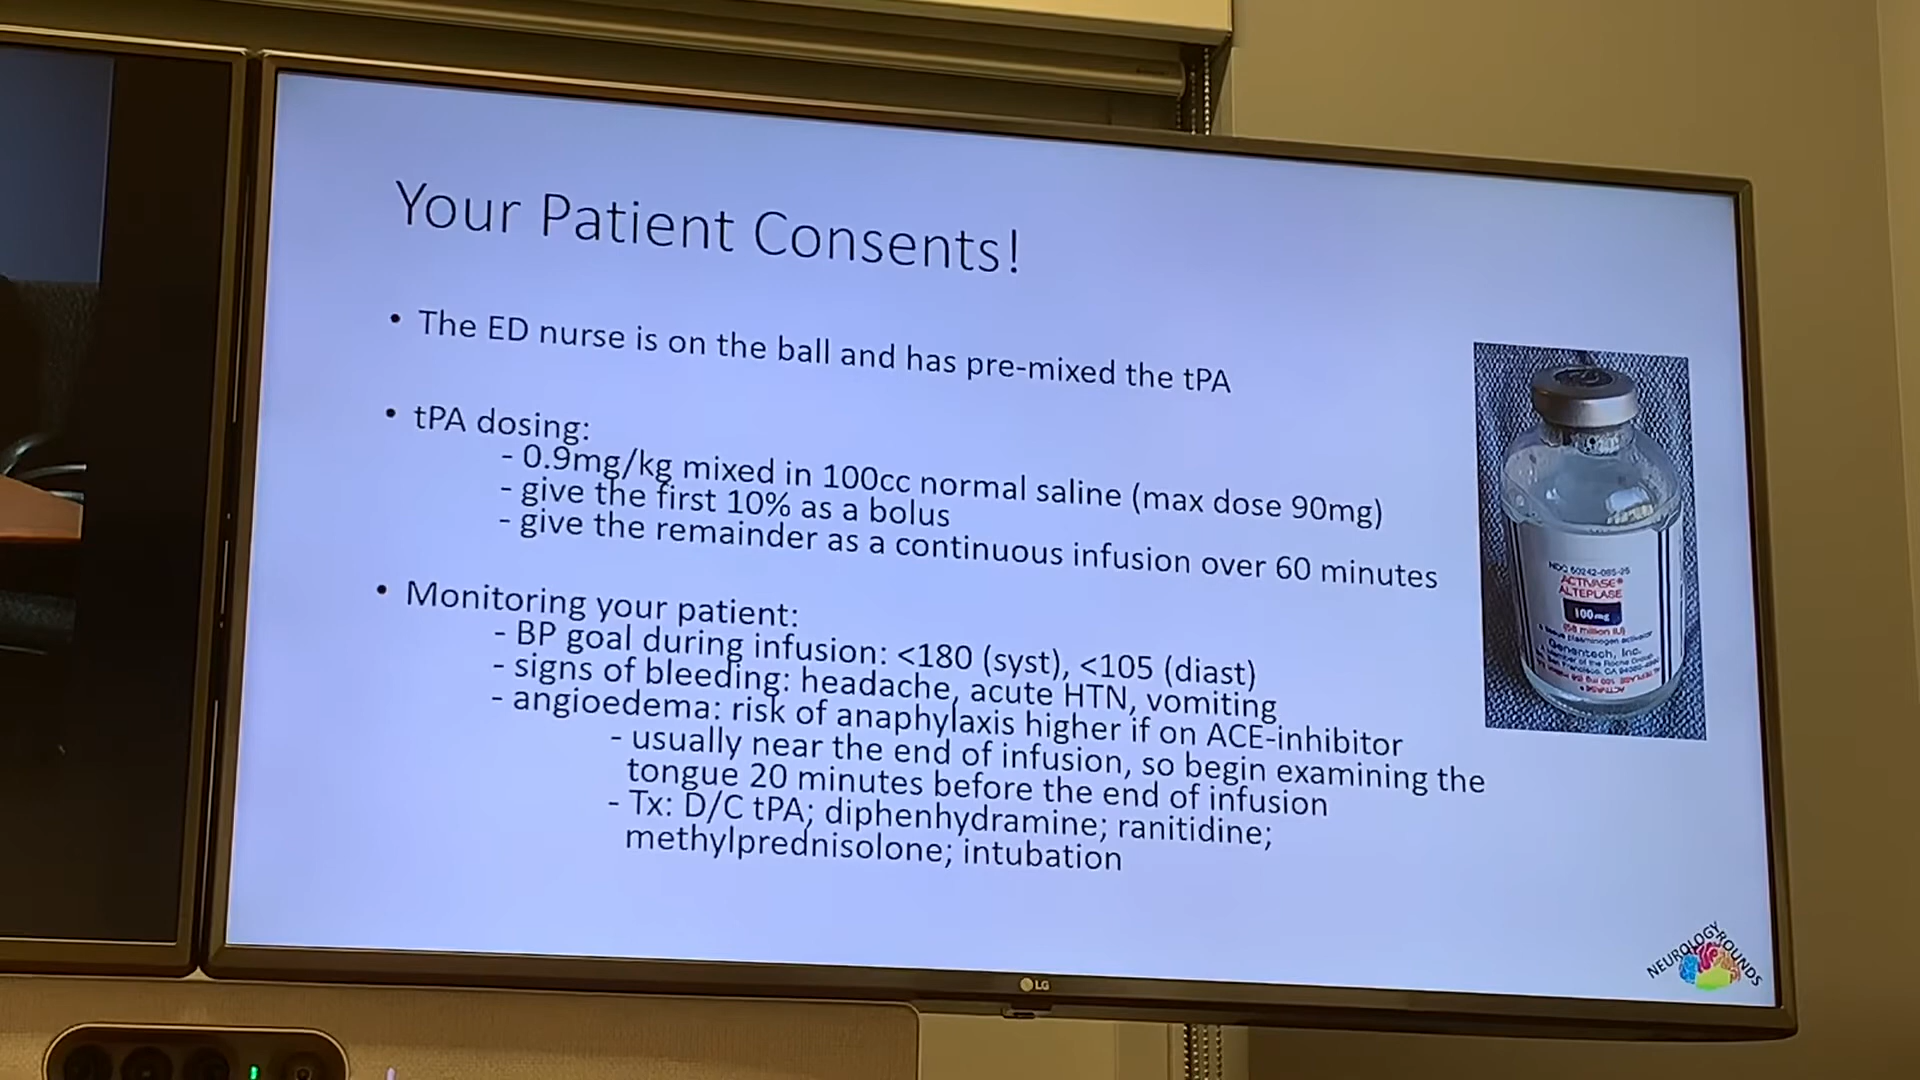 Your Patient Consents!
• The ED nurse is on the ball and has pre-mixed the tPA
• tPA dosing:
- 0.9mg/kg mixed in 100cc normal saline (max dose 90mg)
- give the first 10% as a bolus
- give the remainder as a continuous infusion over 60 minutes
• Monitoring your patient:
- BP goal during infusion: <180 (syst), <105 (diast)
- signs of bleeding: headache, acute HTN, vomiting
- angioedema: risk of anaphylaxis higher if on ACE-inhibitor
- usually near the end of infusion, so begin examining the
tongue 20 minutes before the end of infusion
- Tx: D/C tPA; diphenhydramine; ranitidine;
methylprednisolone; intubation
ACTIVASE®
ALTEPLASE
100mg
Genentech, Inc.
NEUROLOGY ROUNDS
LG